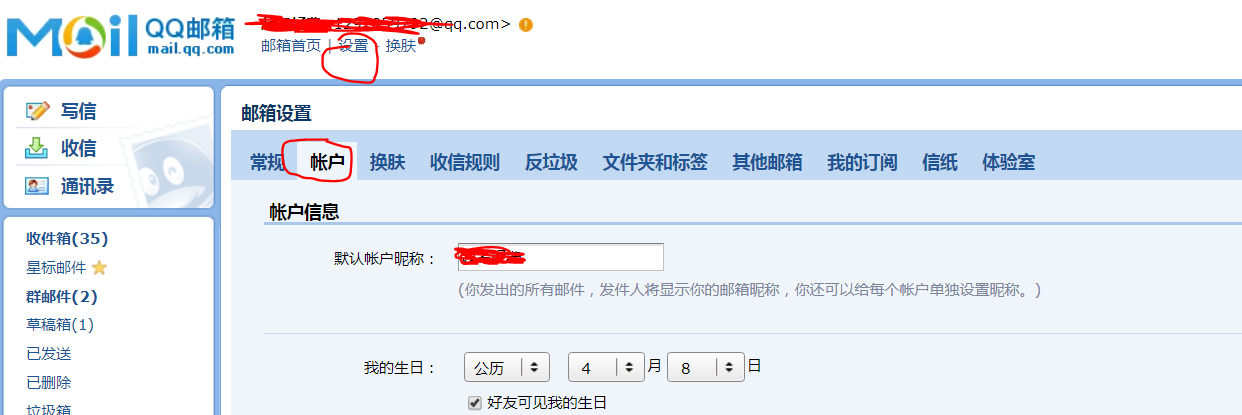 Mail QQ邮箱
mail.qq.com
2@qq.com>
邮箱首页 | 设置 - 换肤
写信
收信
通讯录
收件箱(35)
星标邮件
群邮件(2)
草稿箱(1)
已发送
已删除
垃圾箱
邮箱设置
常规 帐户 换肤 收信规则 反垃圾 文件夹和标签 其他邮箱 我的订阅 信纸 体验室
帐户信息
默认帐户昵称：
(你发出的所有邮件，发件人将显示你的邮箱昵称，你还可以给每个帐户单独设置昵称。)
我的生日： 公历 4 月 8 日
好友可见我的生日